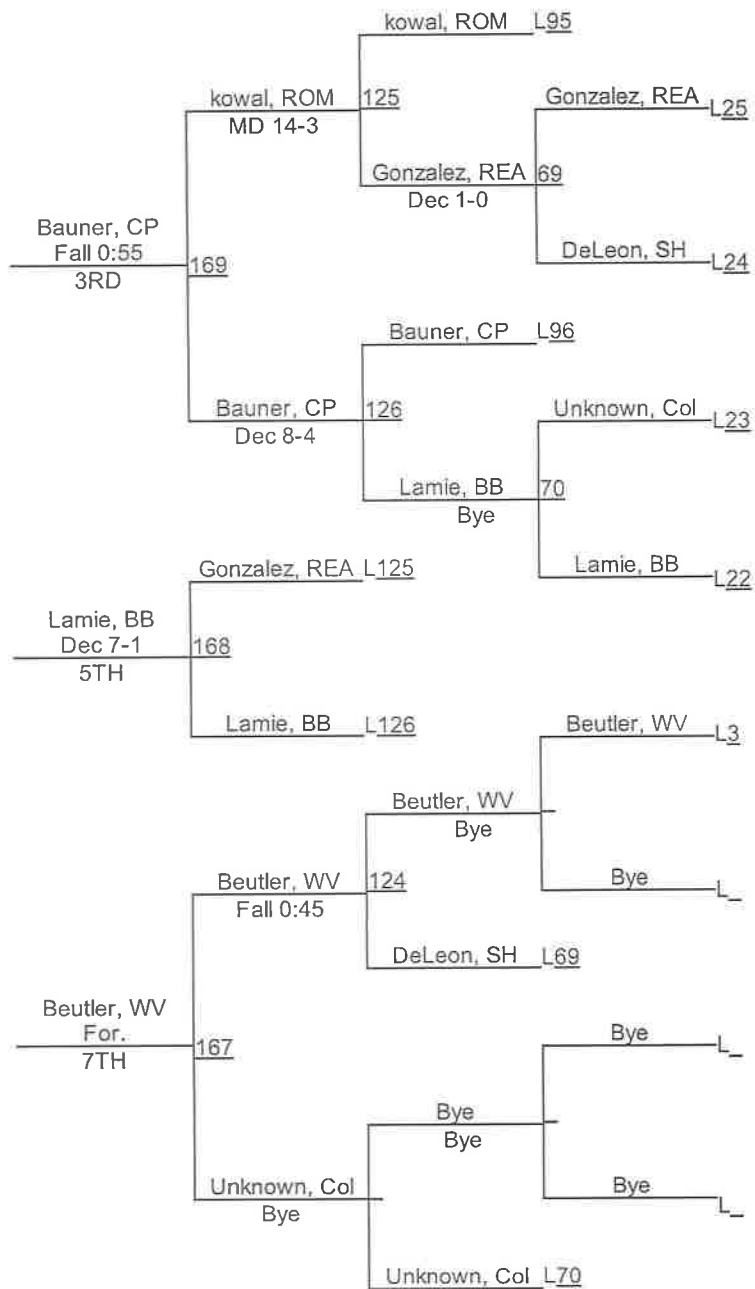 kowal, ROM L95
kowal, ROM 125 Gonzalez, REA L25
MD 14-3
Gonzalez, REA 69
Dec 1-0
Bauner, CP
Fall 0:55 169 DeLeon, SH L24
3RD
Bauner, CP L96
Bauner, CP 126 Unknown, Col L23
Dec 8-4
Lamie, BB 70
Bye
Gonzalez, REA L125 Lamie, BB L22
Lamie, BB
Dec 7-1 168
5TH
Lamie, BB L126 Beutler, WV L3
Beutler, WV
Bye
Beutler, WV 124 Bye L_
Fall 0:45
DeLeon, SH L69
Beutler, WV
For. 167 Bye L_
7TH
Bye
Bye
Unknown, Col Bye L_
Bye
Unknown, Col L70